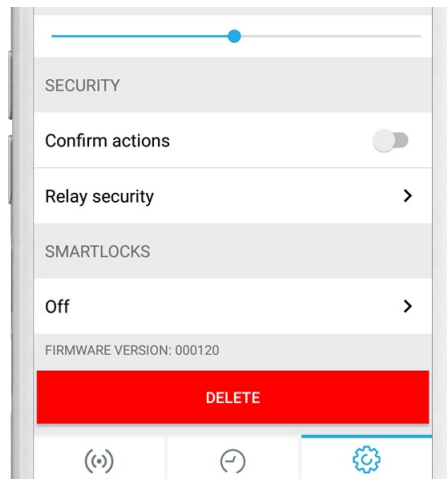 SECURITY
Confirm actions
Relay security
SMARTLOCKS
Off
FIRMWARE VERSION: 000120
DELETE